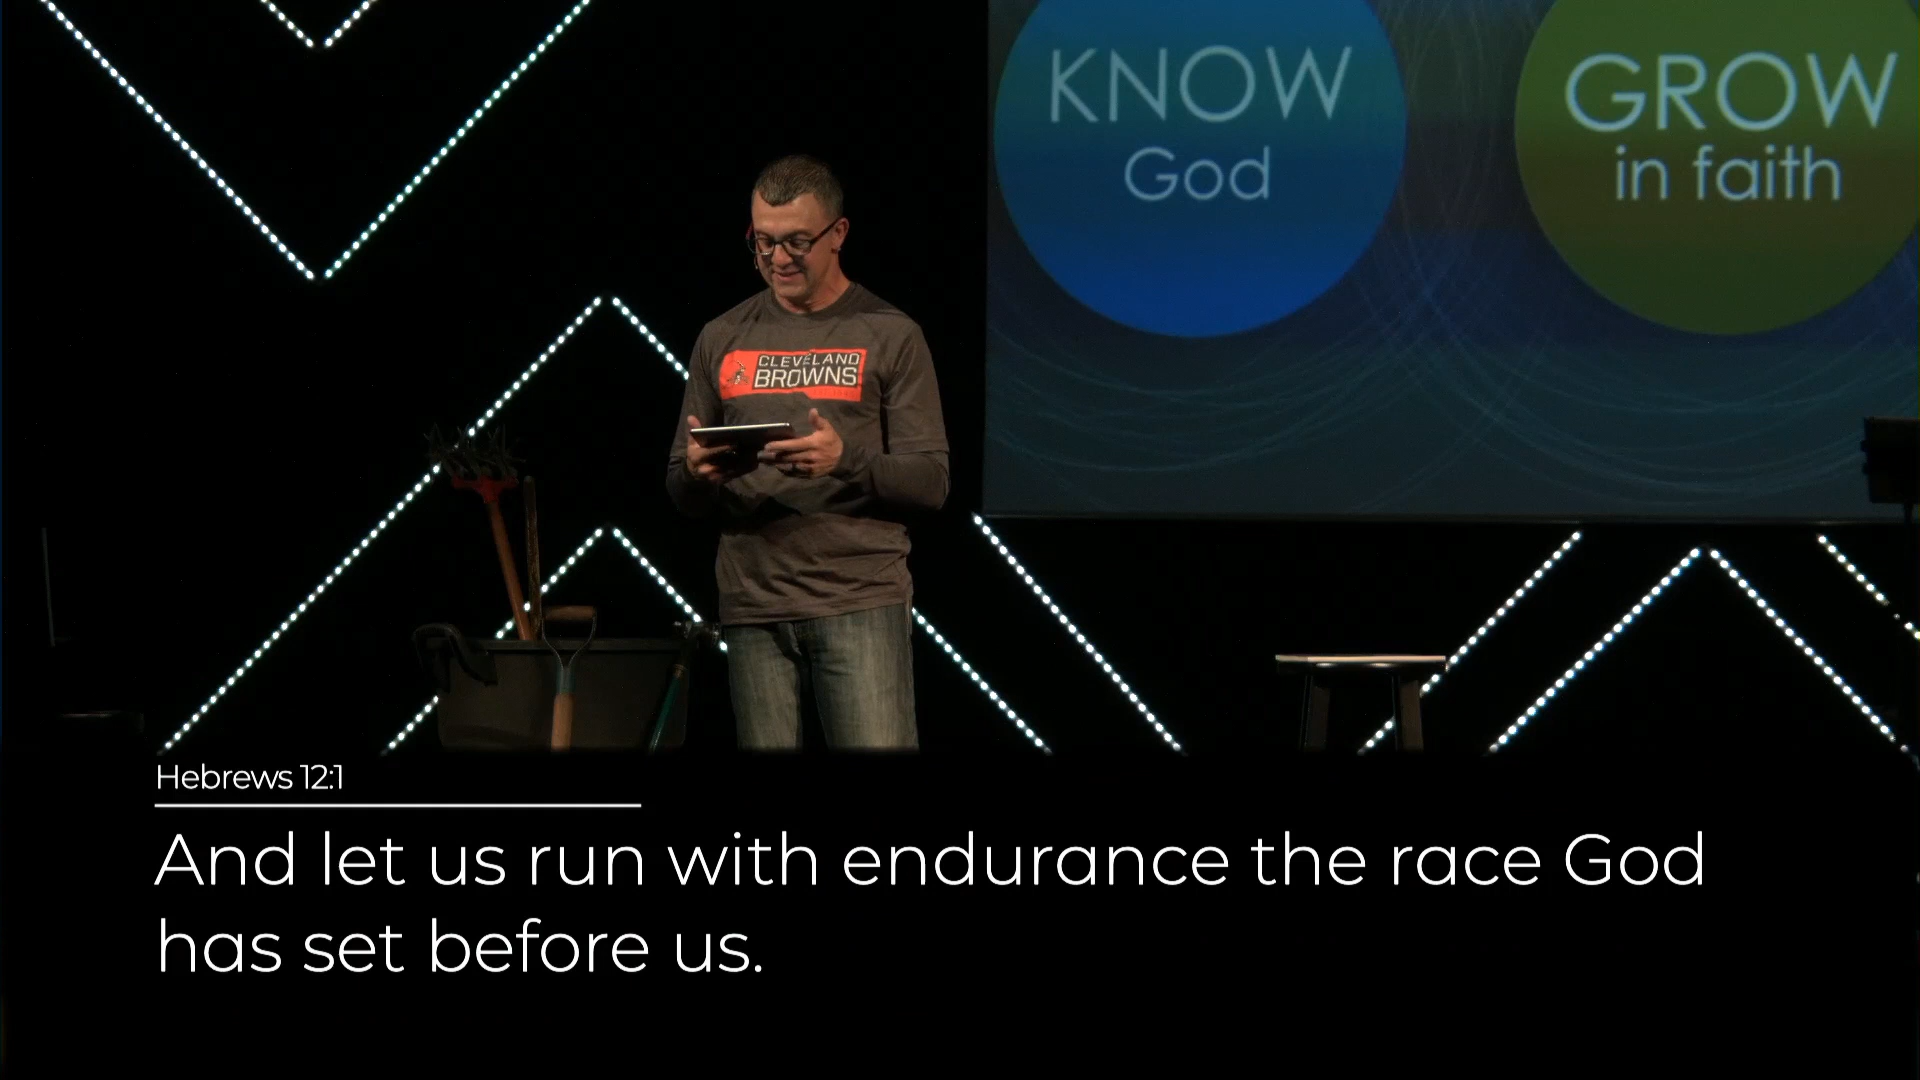 KNOW
God
GROW
in faith
CLEVELAND
BROWNS
Hebrews 12:1
And let us run with endurance the race God
has set before us.